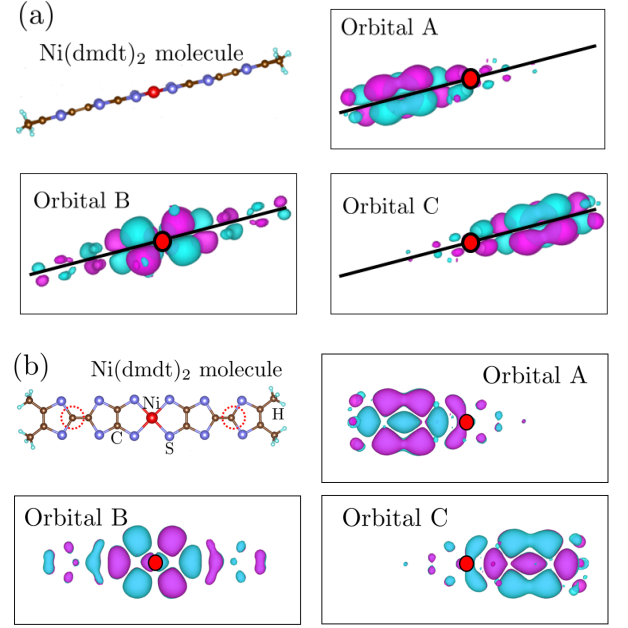 (a)
Ni(dmdt)₂ molecule
Orbital A
Orbital B
Orbital C
(b)
Ni(dmdt)₂ molecule
Ni
H
C
S
Orbital A
Orbital B
Orbital C